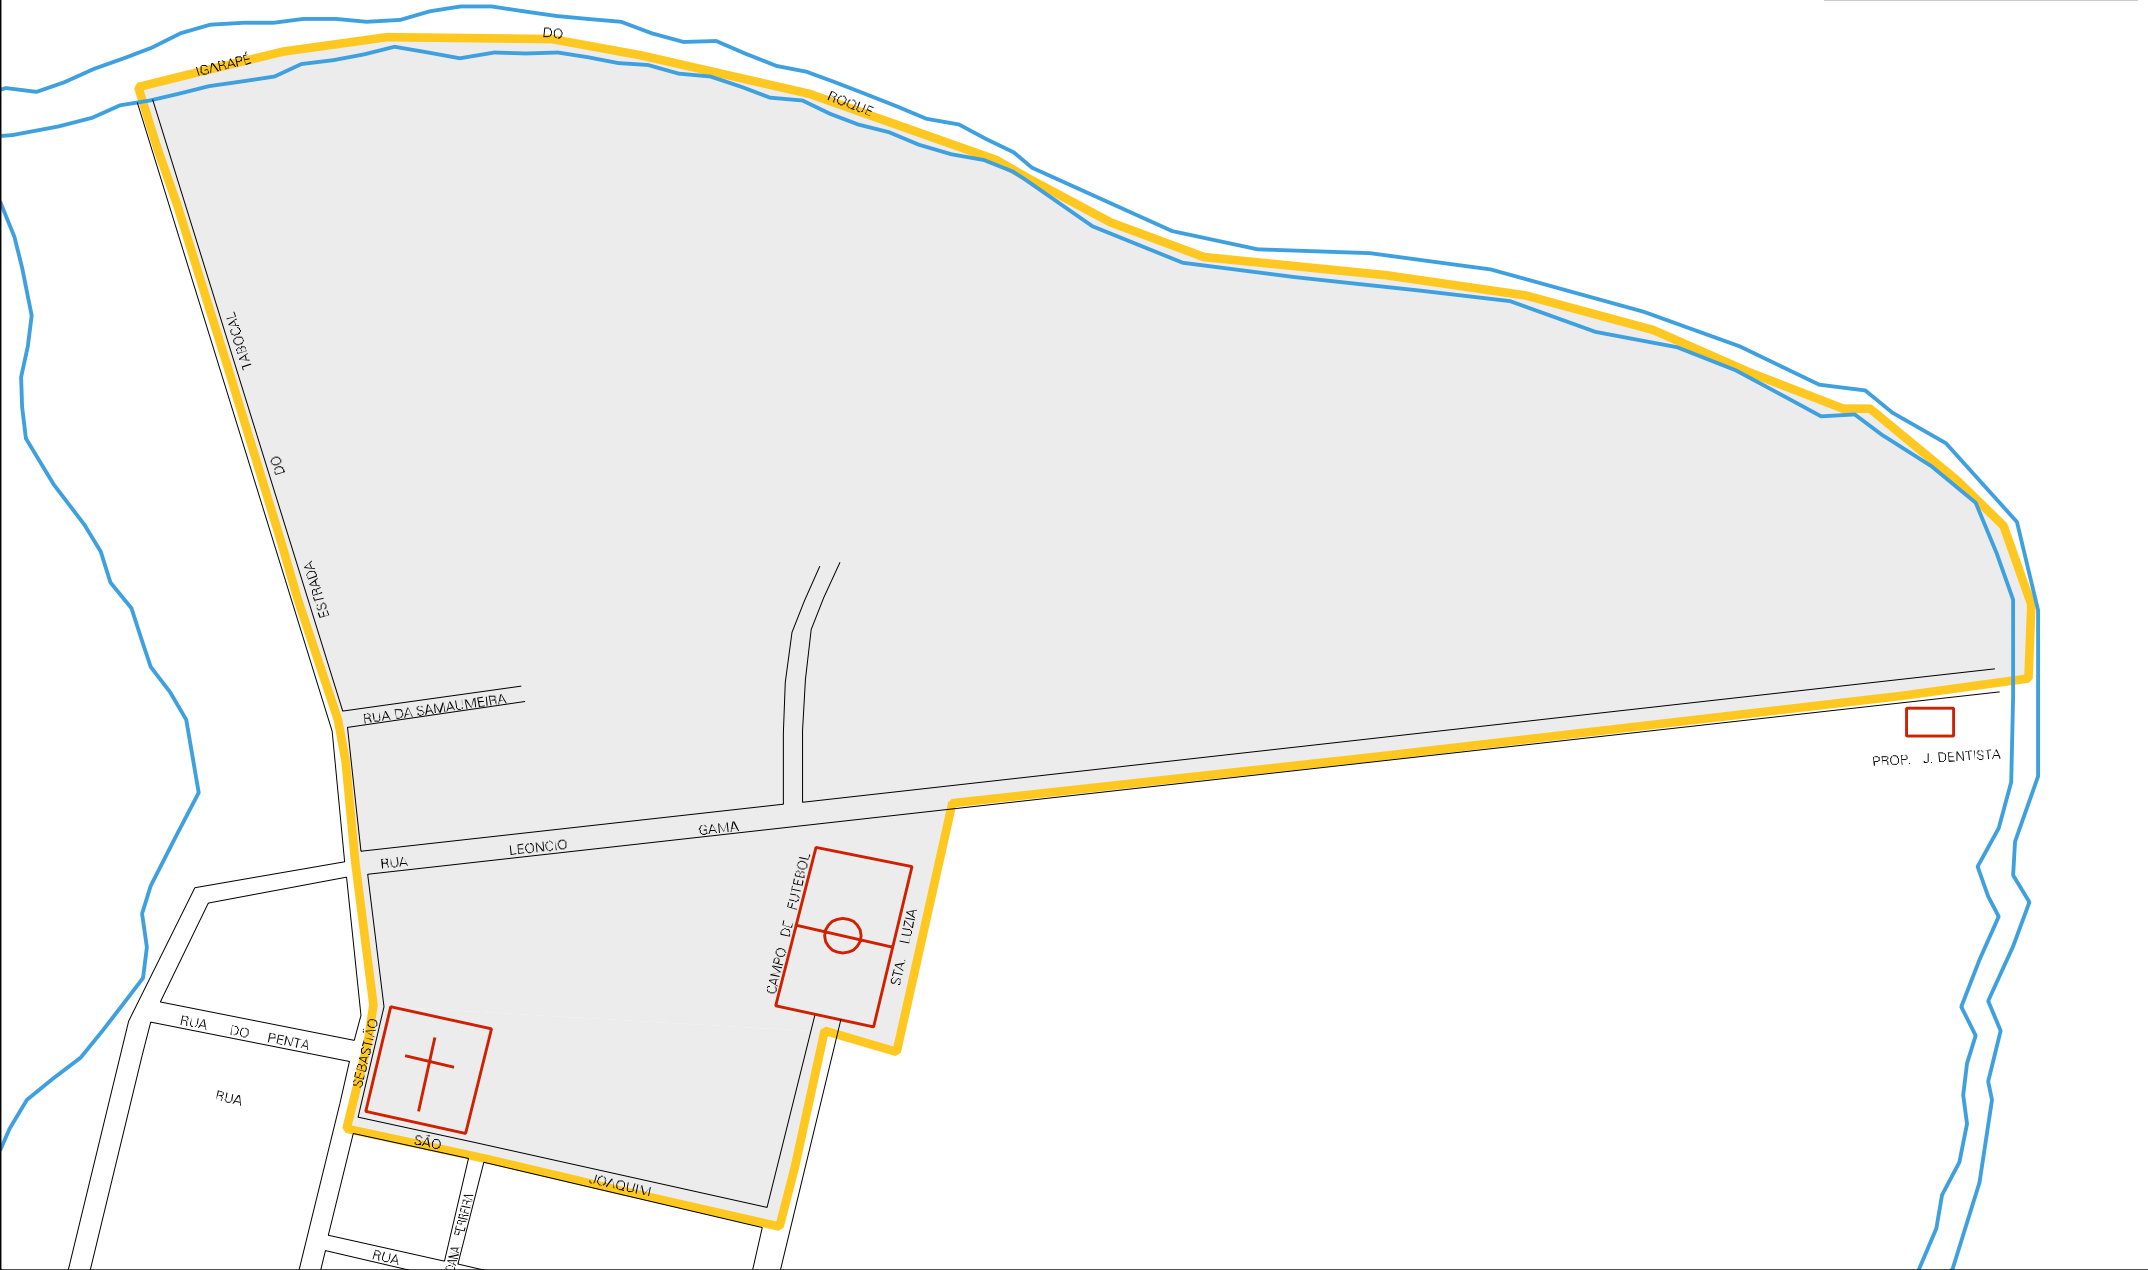 IGARAPÉ DO ROQUE
ESTRADA DO TABOCAL
RUA DA SAMAUMEIRA
RUA LEONCIO GAMA
PROP. J. DENTISTA
CAMPO DE FUTEBOL
STA. LUZIA
RUA DO PENTA
SEBASTIÃO
RUA
SÃO JOAQUIM
FERREIRA
RUA